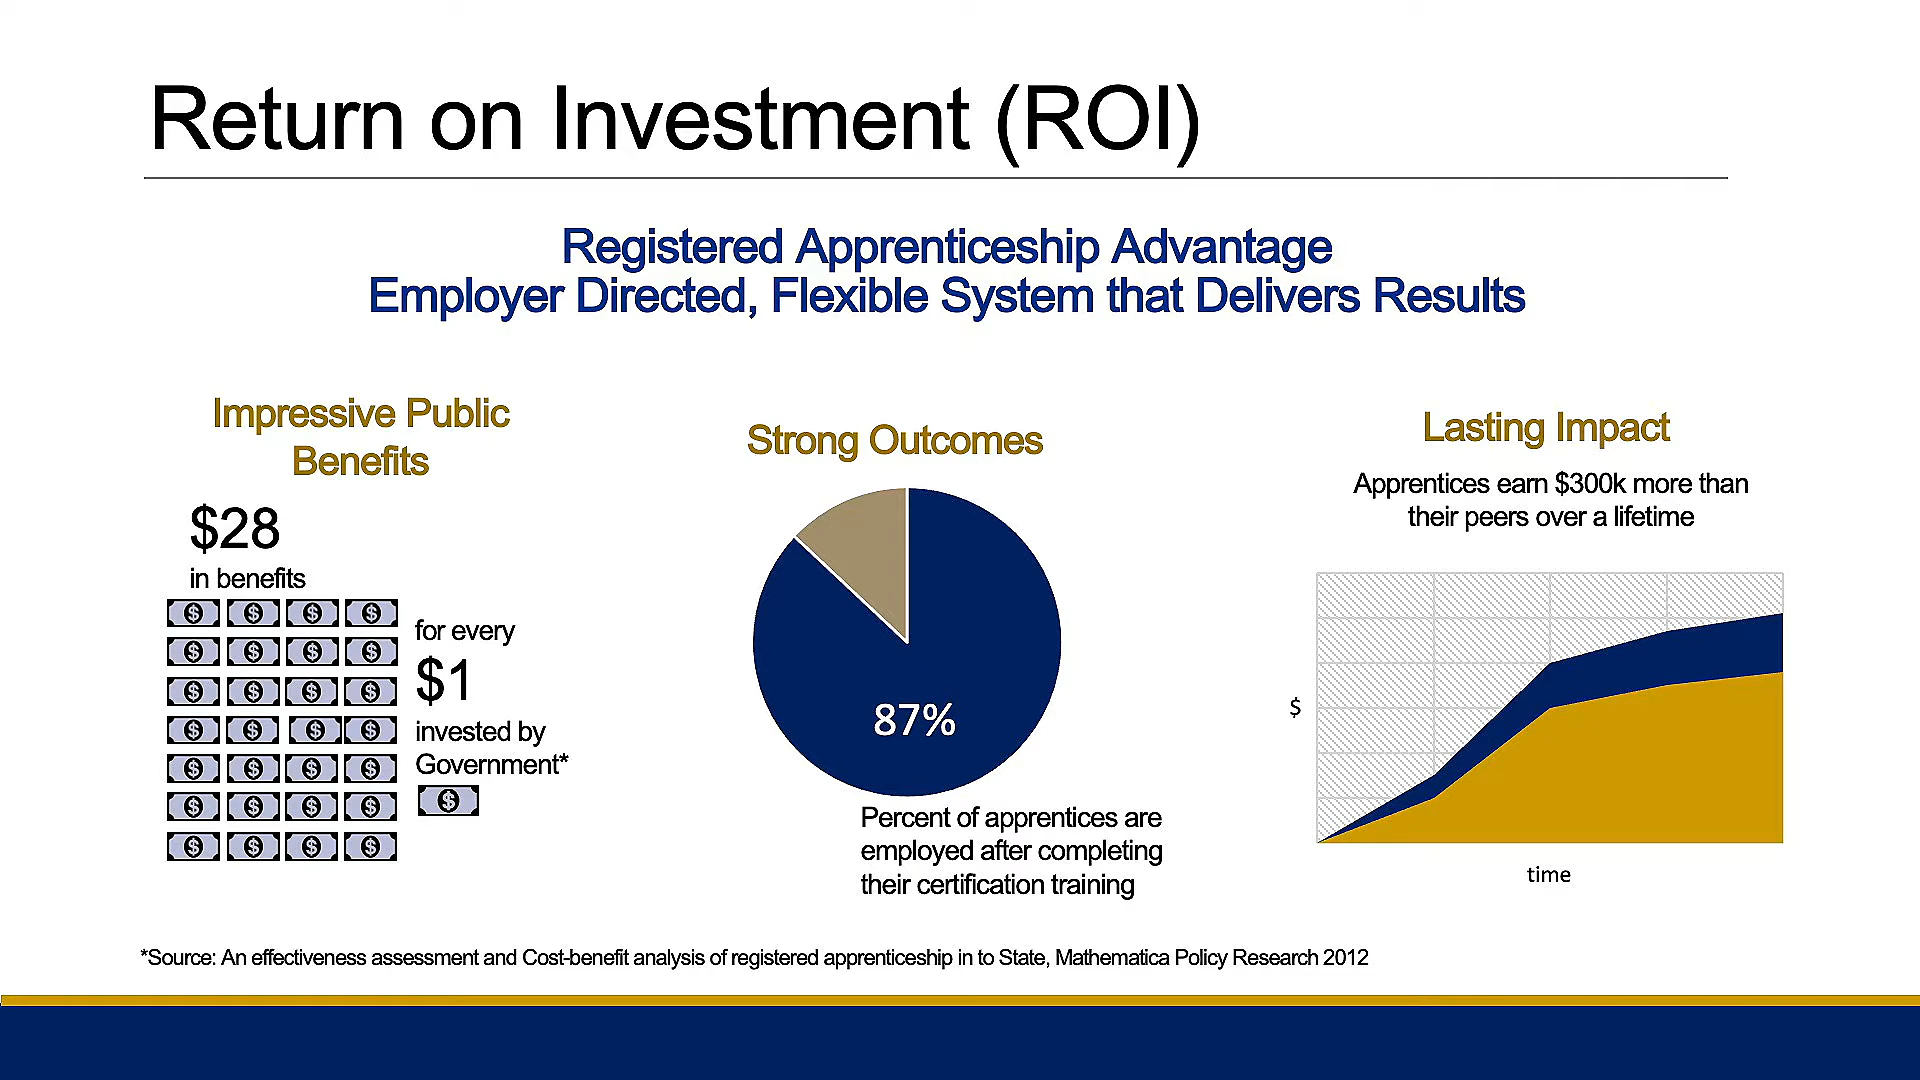 Return on Investment (ROI)
Registered Apprenticeship Advantage
Employer Directed, Flexible System that Delivers Results
Impressive Public
Benefits
$28
in benefits
for every
$1
invested by
Government*
Strong Outcomes
87%
Percent of apprentices are
employed after completing
their certification training
Lasting Impact
Apprentices earn $300k more than
their peers over a lifetime
$
time
*Source: An effectiveness assessment and Cost-benefit analysis of registered apprenticeship in to State, Mathematica Policy Research 2012